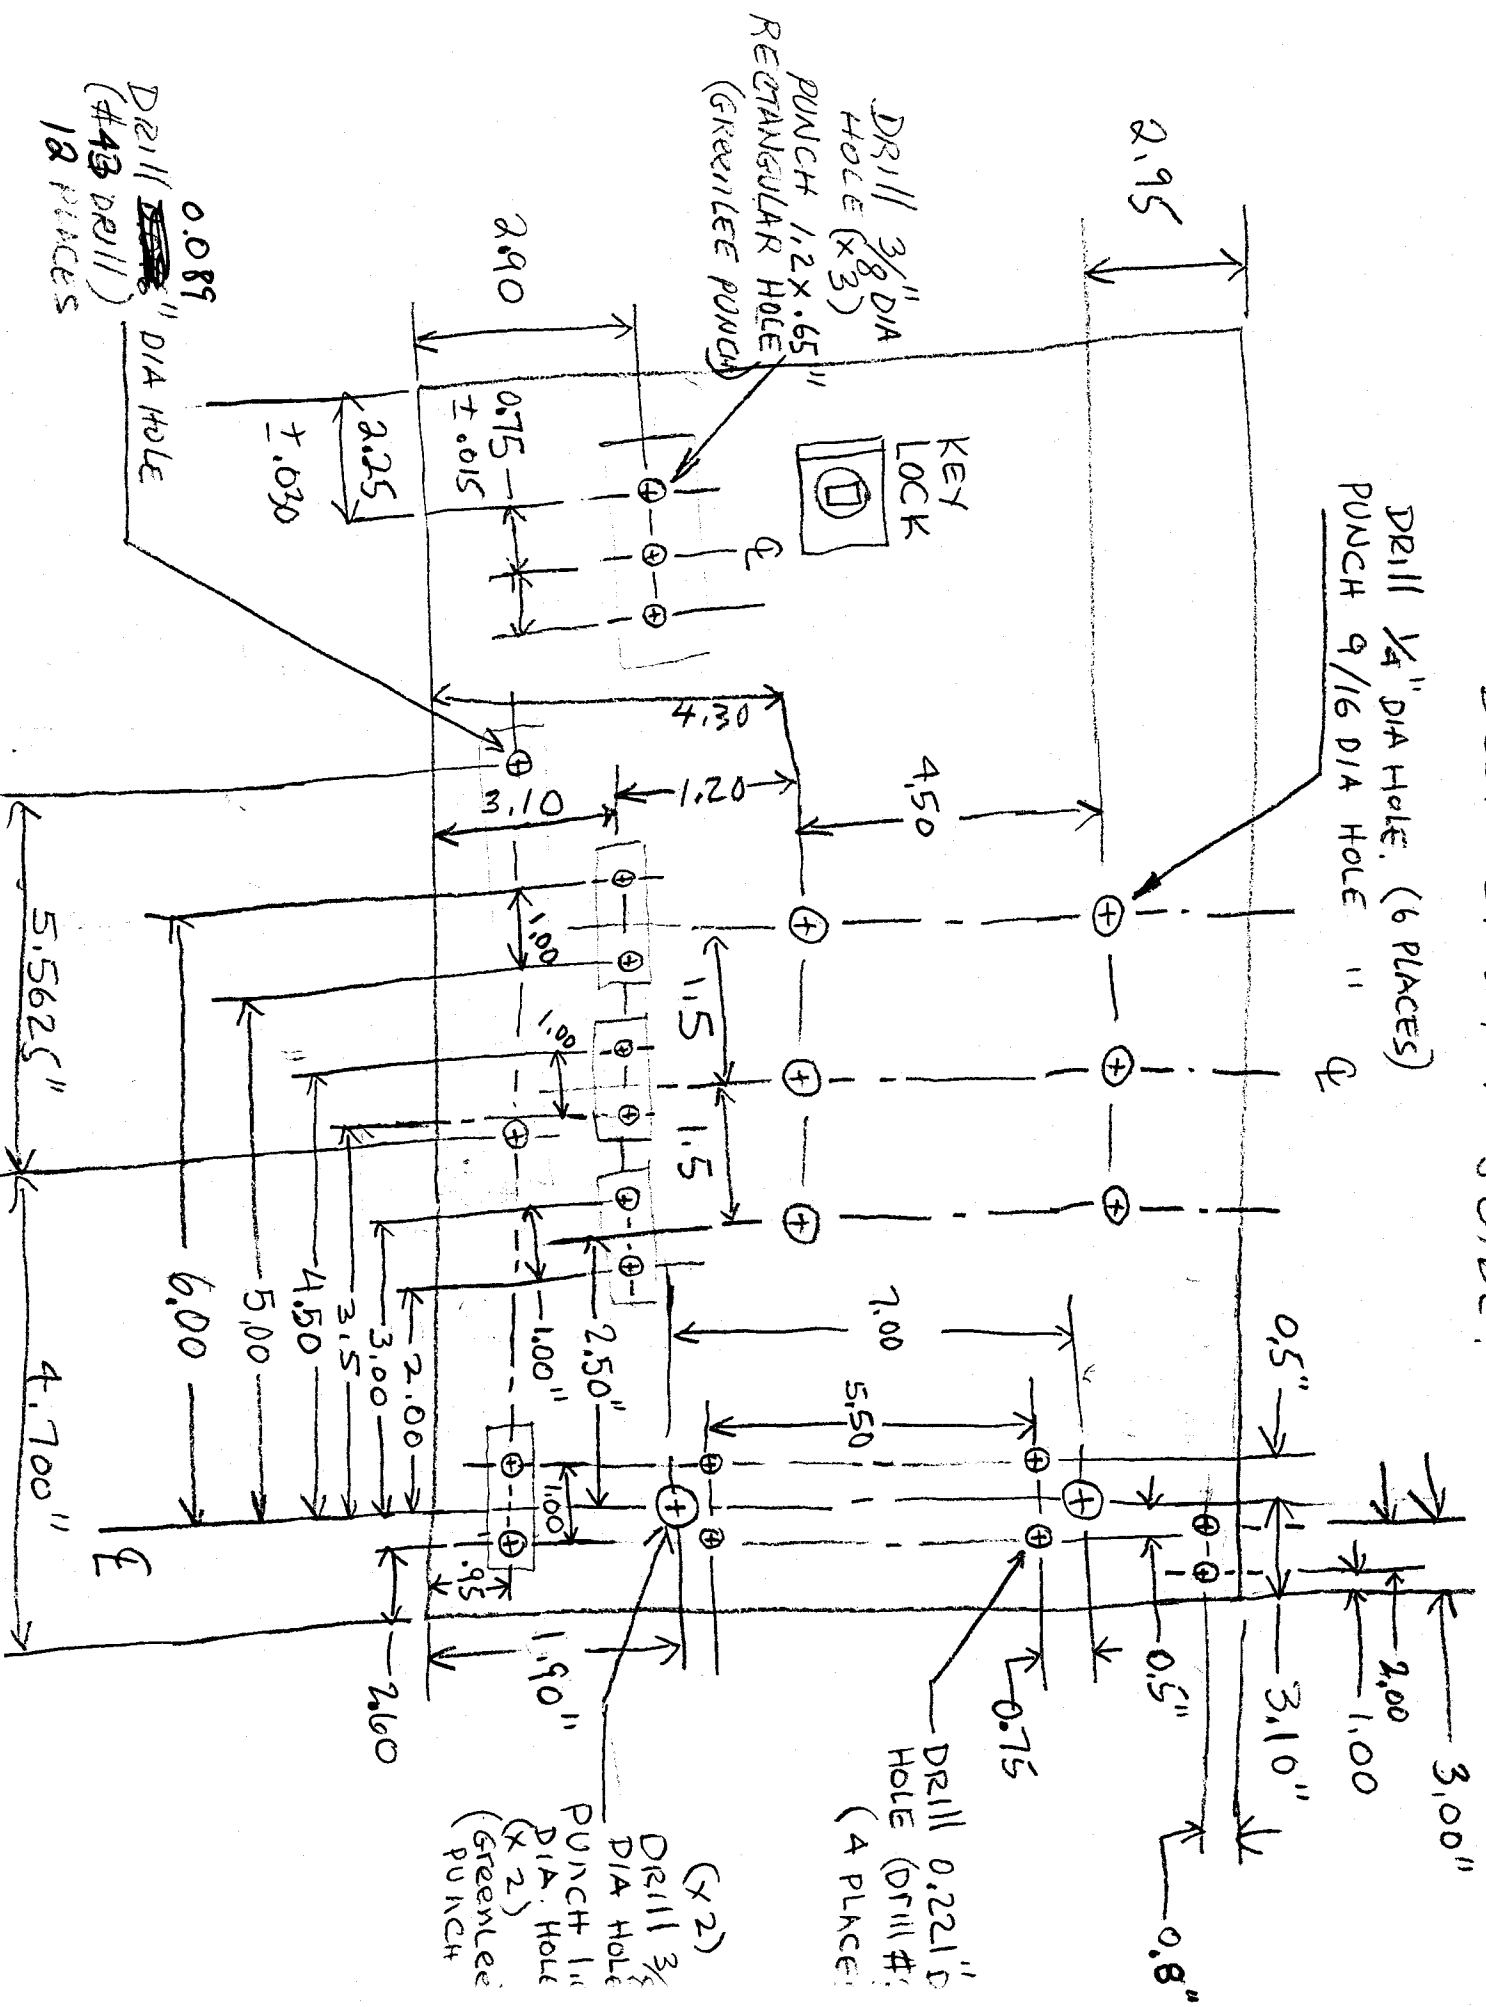 DRILL 1/4" DIA HOLE. (6 PLACES)
PUNCH 9/16 DIA HOLE "
℄
2.95
DRILL 3/8" DIA
HOLE (X3)
PUNCH 1.2 X .65"
RECTANGULAR HOLE
(GREENLEE PUNCH)
KEY
LOCK
℄
2.90
0.75
± .015
2.25
± .030
0.089
DRILL " DIA HOLE
(#43 DRILL)
12 PLACES
4.30
4.50
1.20
3.10
1.00
1.5
1.00
1.5
1.00"
2.50"
7.00
5.50
0.5"
3.00"
2.00
1.00
3.10"
0.8"
0.5"
0.75
DRILL 0.221" D
HOLE (DRILL #
(4 PLACE
(X2)
DRILL 3/8
DIA HOLE
PUNCH 1.
DIA. HOLE
(X 2)
(GREENLEE
PUNCH
1.90"
.95
1.00
2.60
2.00
3.00
3.5
4.50
5.00
6.00
℄
5.5625"
4.700"